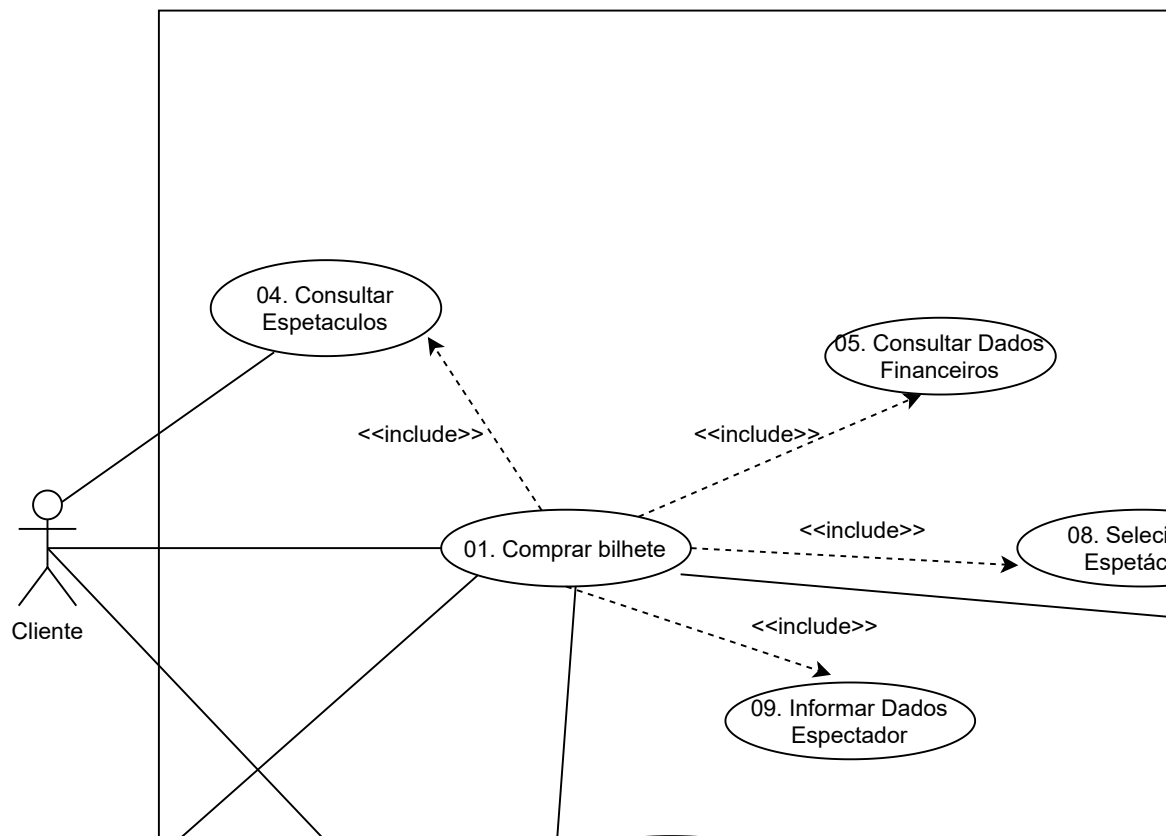 04. Consultar
Espetaculos
05. Consultar Dados
Financeiros
<<include>>
<<include>>
<<include>>
08.
01. Comprar bilhete
<<include>>
Cliente
09. Informar Dados
Espectador